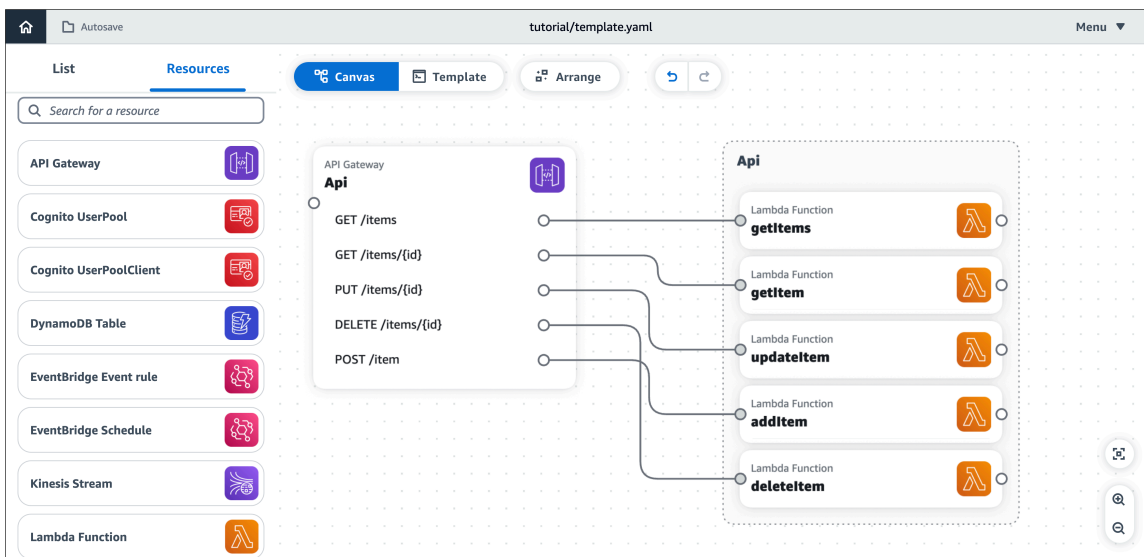 Autosave
tutorial/template.yaml
Menu
List
Resources
Canvas
Template
Arrange
Search for a resource
API Gateway
Cognito UserPool
Cognito UserPoolClient
DynamoDB Table
EventBridge Event rule
EventBridge Schedule
Kinesis Stream
Lambda Function
API Gateway
Api
GET /items
GET /items/{id}
PUT /items/{id}
DELETE /items/{id}
POST /item
Api
Lambda Function
getItems
Lambda Function
getItem
Lambda Function
updateItem
Lambda Function
addItem
Lambda Function
deleteItem